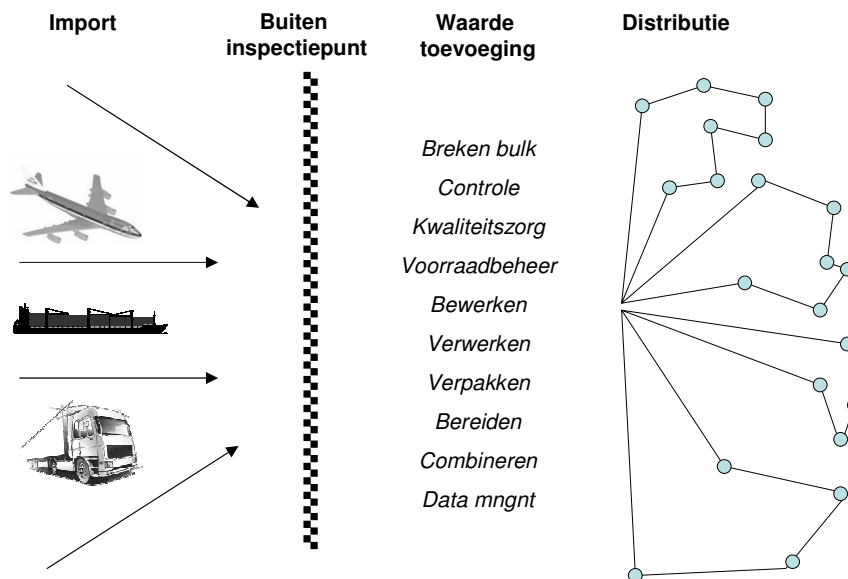 Import
Buiten
inspectiepunt
Waarde
toevoeging
Distributie
Breken bulk
Controle
Kwaliteitszorg
Voorraadbeheer
Bewerken
Verwerken
Verpakken
Bereiden
Combineren
Data mngnt